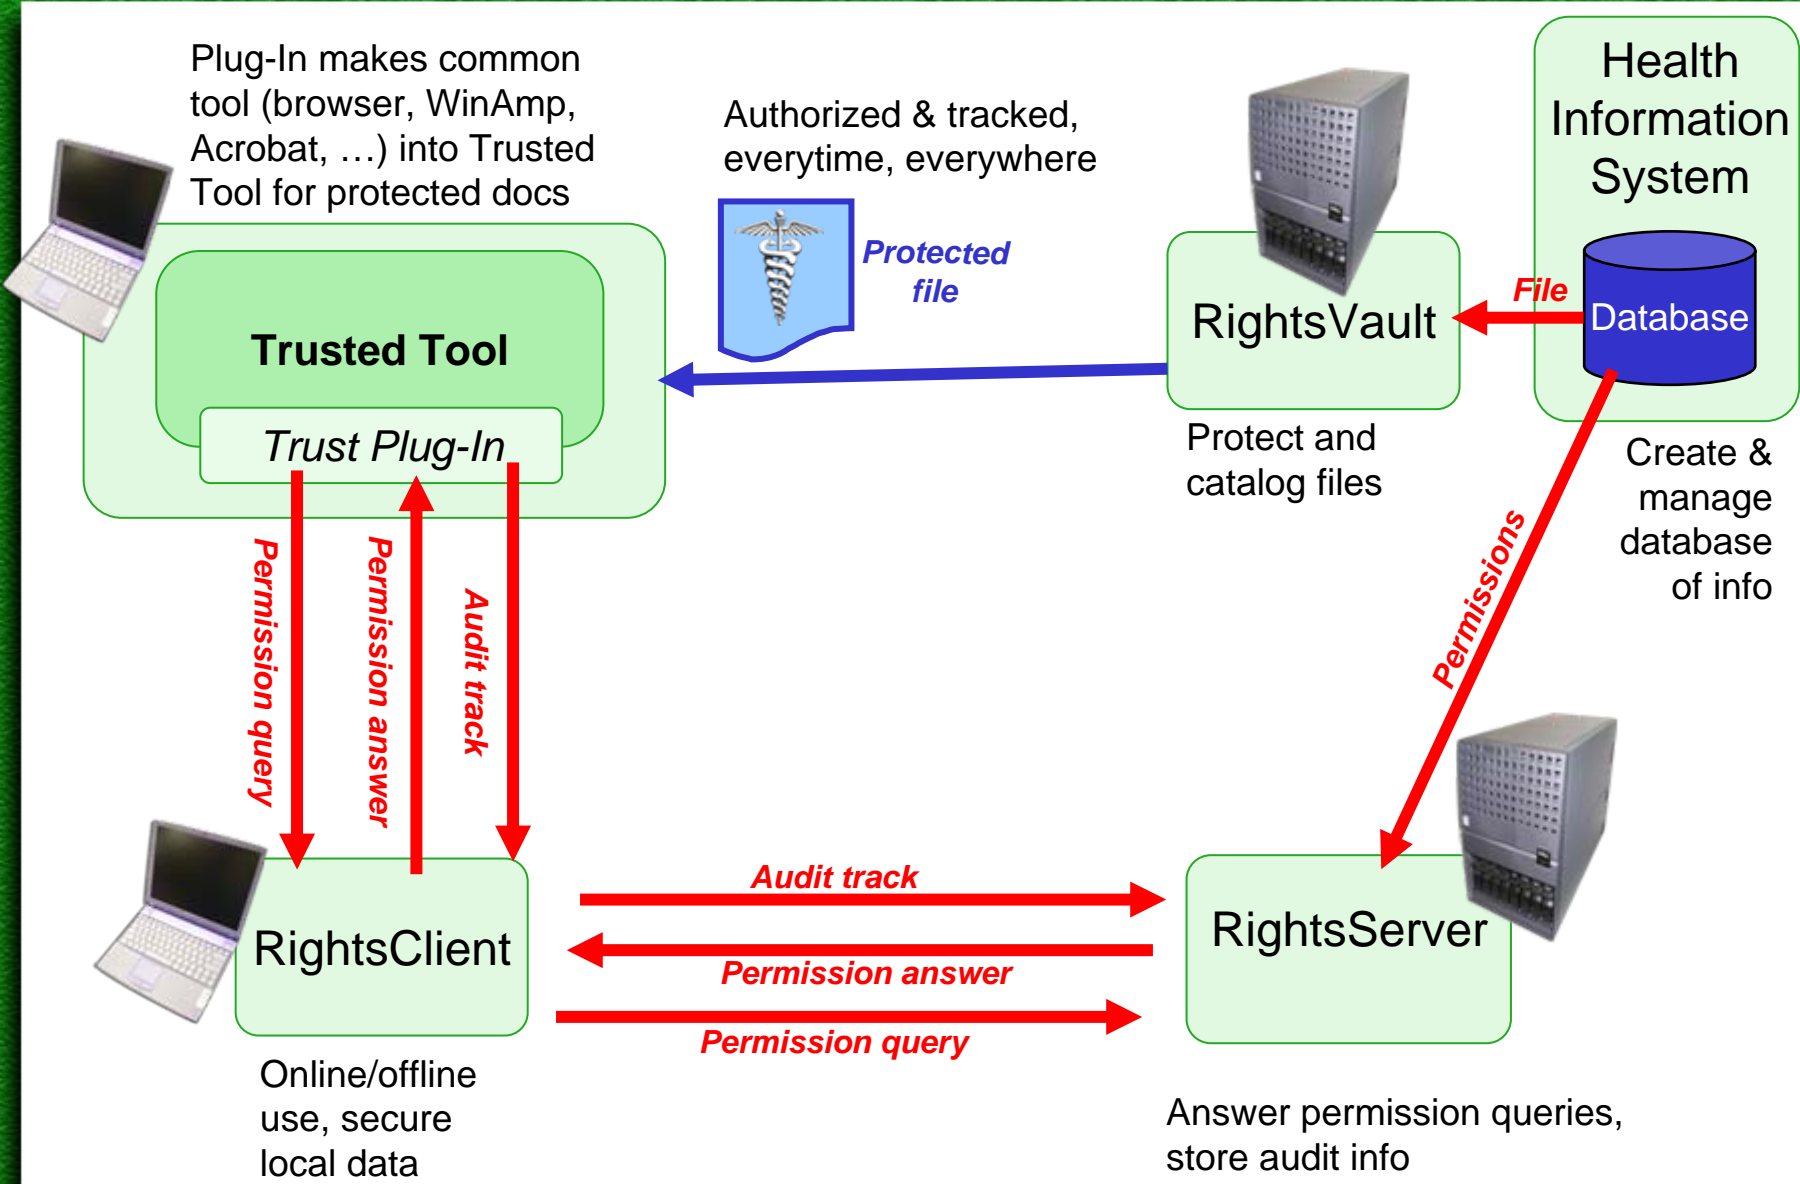 Plug-In makes common
tool (browser, WinAmp,
Acrobat, …) into Trusted
Tool for protected docs
Authorized & tracked,
everytime, everywhere
Protected
file
Health
Information
System
Database
File
RightsVault
Protect and
catalog files
Create &
manage
database
of info
Trusted Tool
Trust Plug-In
Permission query
Permission answer
Audit track
Permissions
RightsClient
Online/offline
use, secure
local data
Audit track
Permission answer
Permission query
RightsServer
Answer permission queries,
store audit info